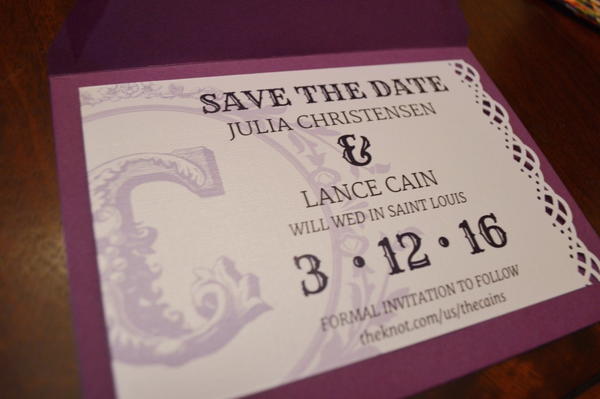 SAVE THE DATE
JULIA CHRISTENSEN
&
LANCE CAIN
WILL WED IN SAINT LOUIS
3 • 12 • 16
FORMAL INVITATION TO FOLLOW
theknot.com/us/thecains
C